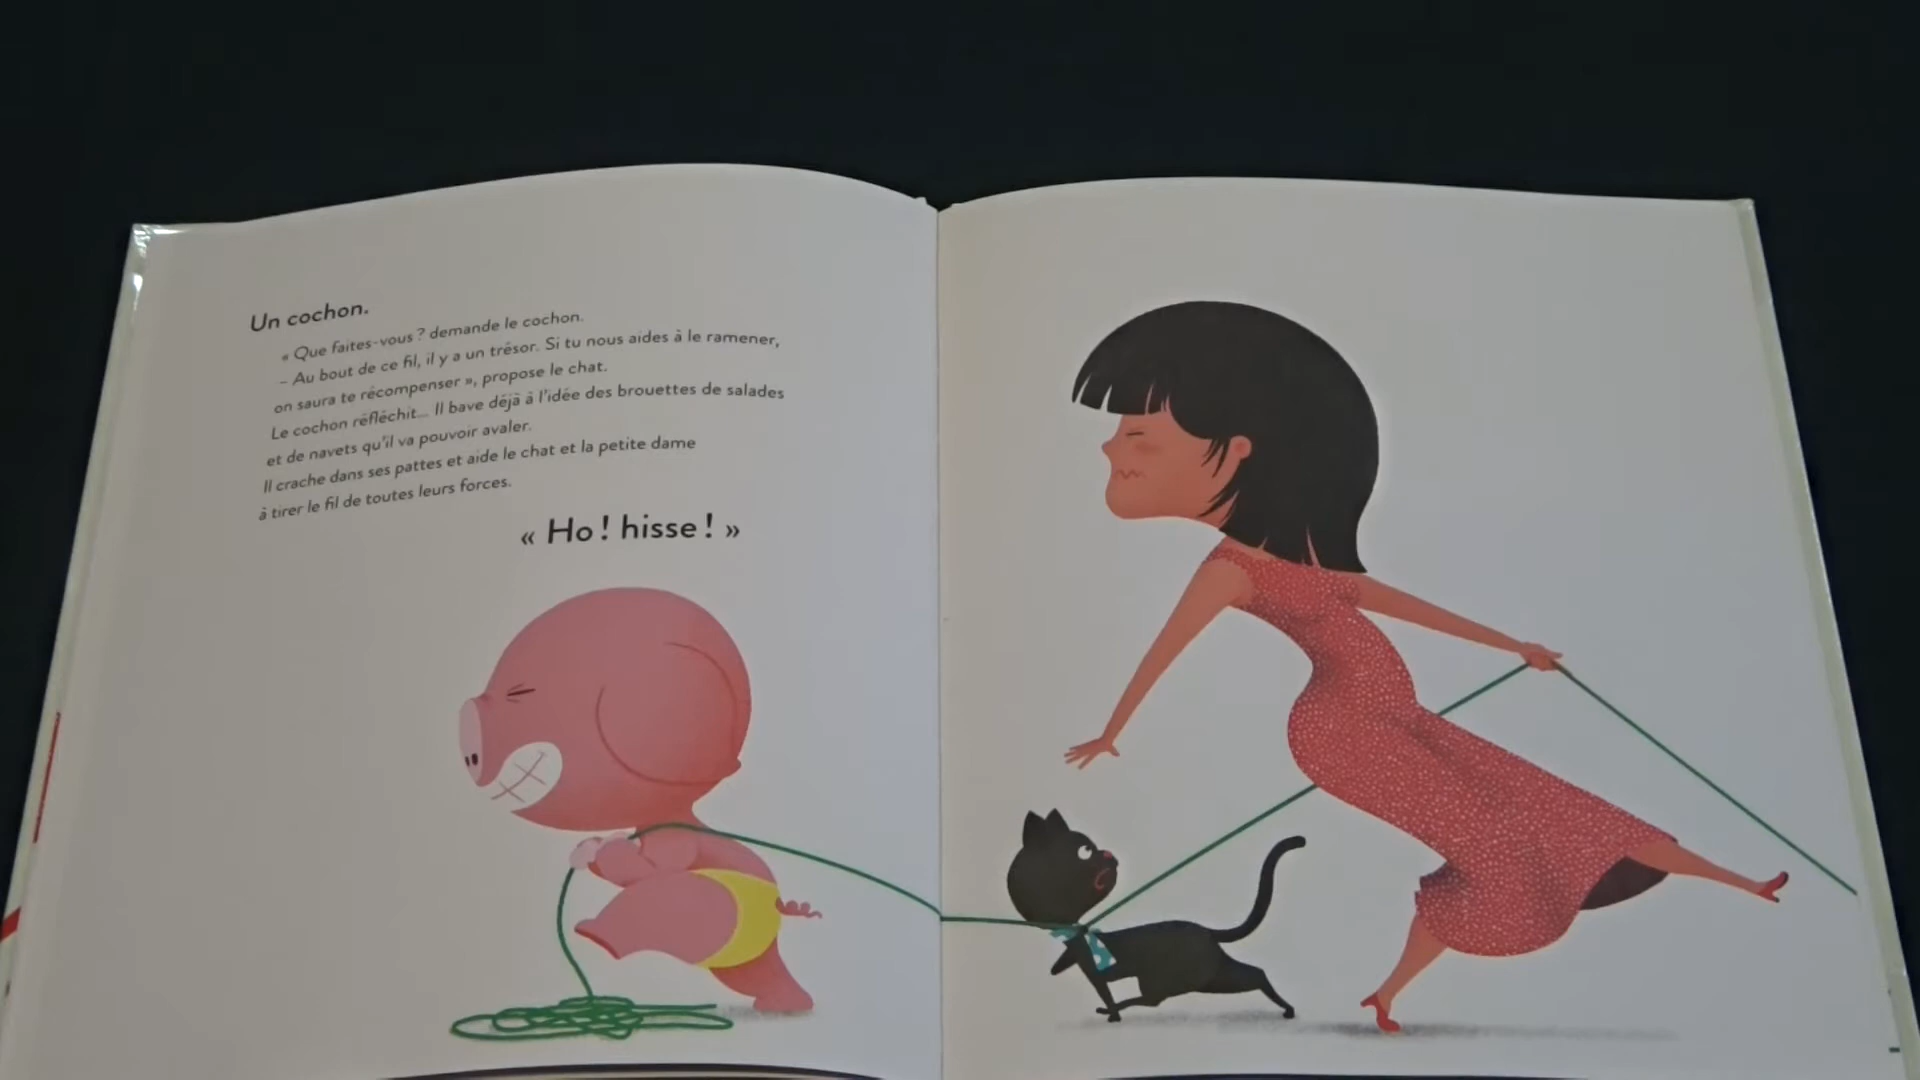 Un cochon.
« Que faites-vous ? demande le cochon.
– Au bout de ce fil, il y a un trésor. Si tu nous aides à le ramener,
on saura te récompenser », propose le chat.
Le cochon réfléchit... Il bave déjà à l'idée des brouettes de salades
et de navets qu'il va pouvoir avaler.
Il crache dans ses pattes et aide le chat et la petite dame
à tirer le fil de toutes leurs forces.
« Ho ! hisse ! »